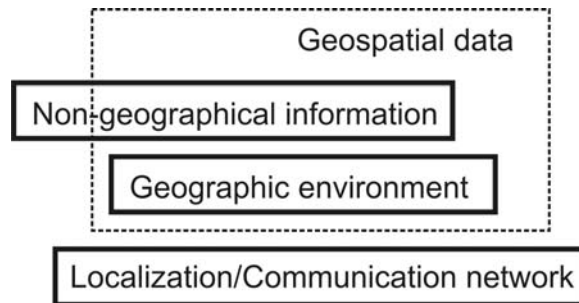 Geospatial data
Non-geographical information
Geographic environment
Localization/Communication network